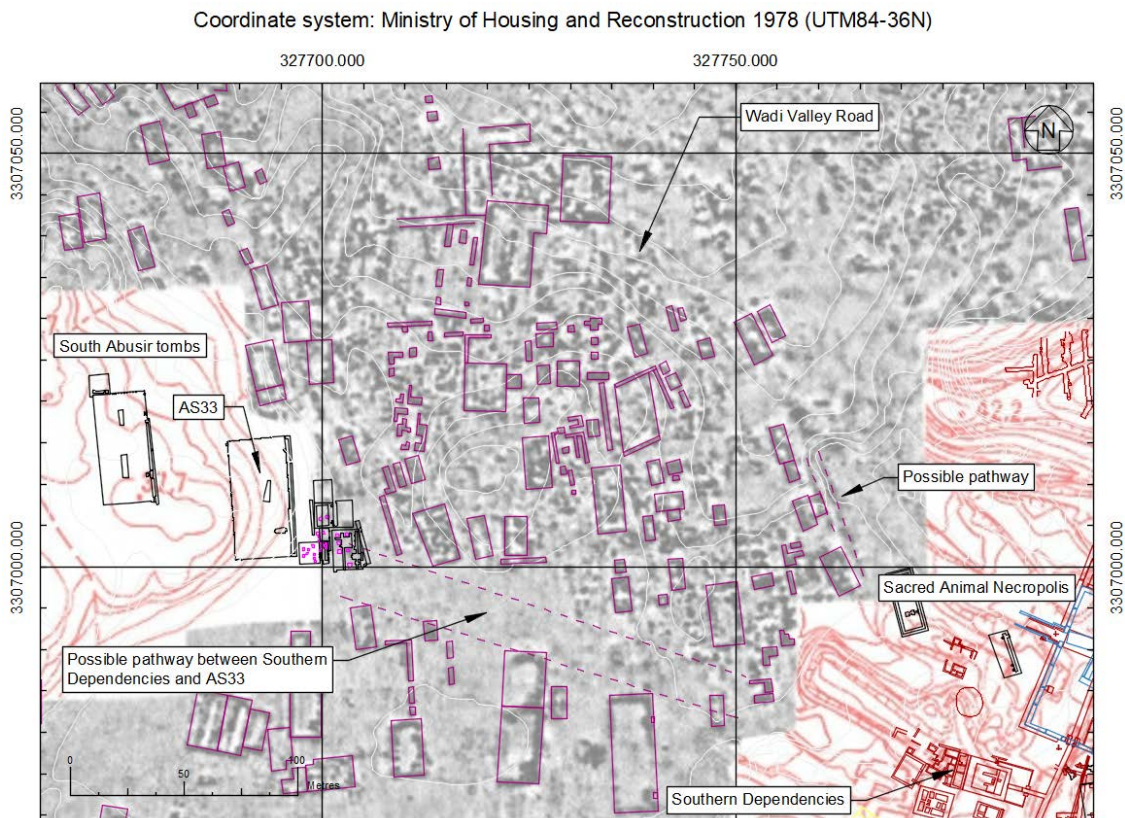 Coordinate system: Ministry of Housing and Reconstruction 1978 (UTM84-36N)
327700.000
327750.000
3307050.000
3307050.000
Wadi Valley Road
N
South Abusir tombs
AS33
42.2
Possible pathway
3307000.000
3307000.000
Sacred Animal Necropolis
Possible pathway between Southern
Dependencies and AS33
0
50
100
Metres
Southern Dependencies